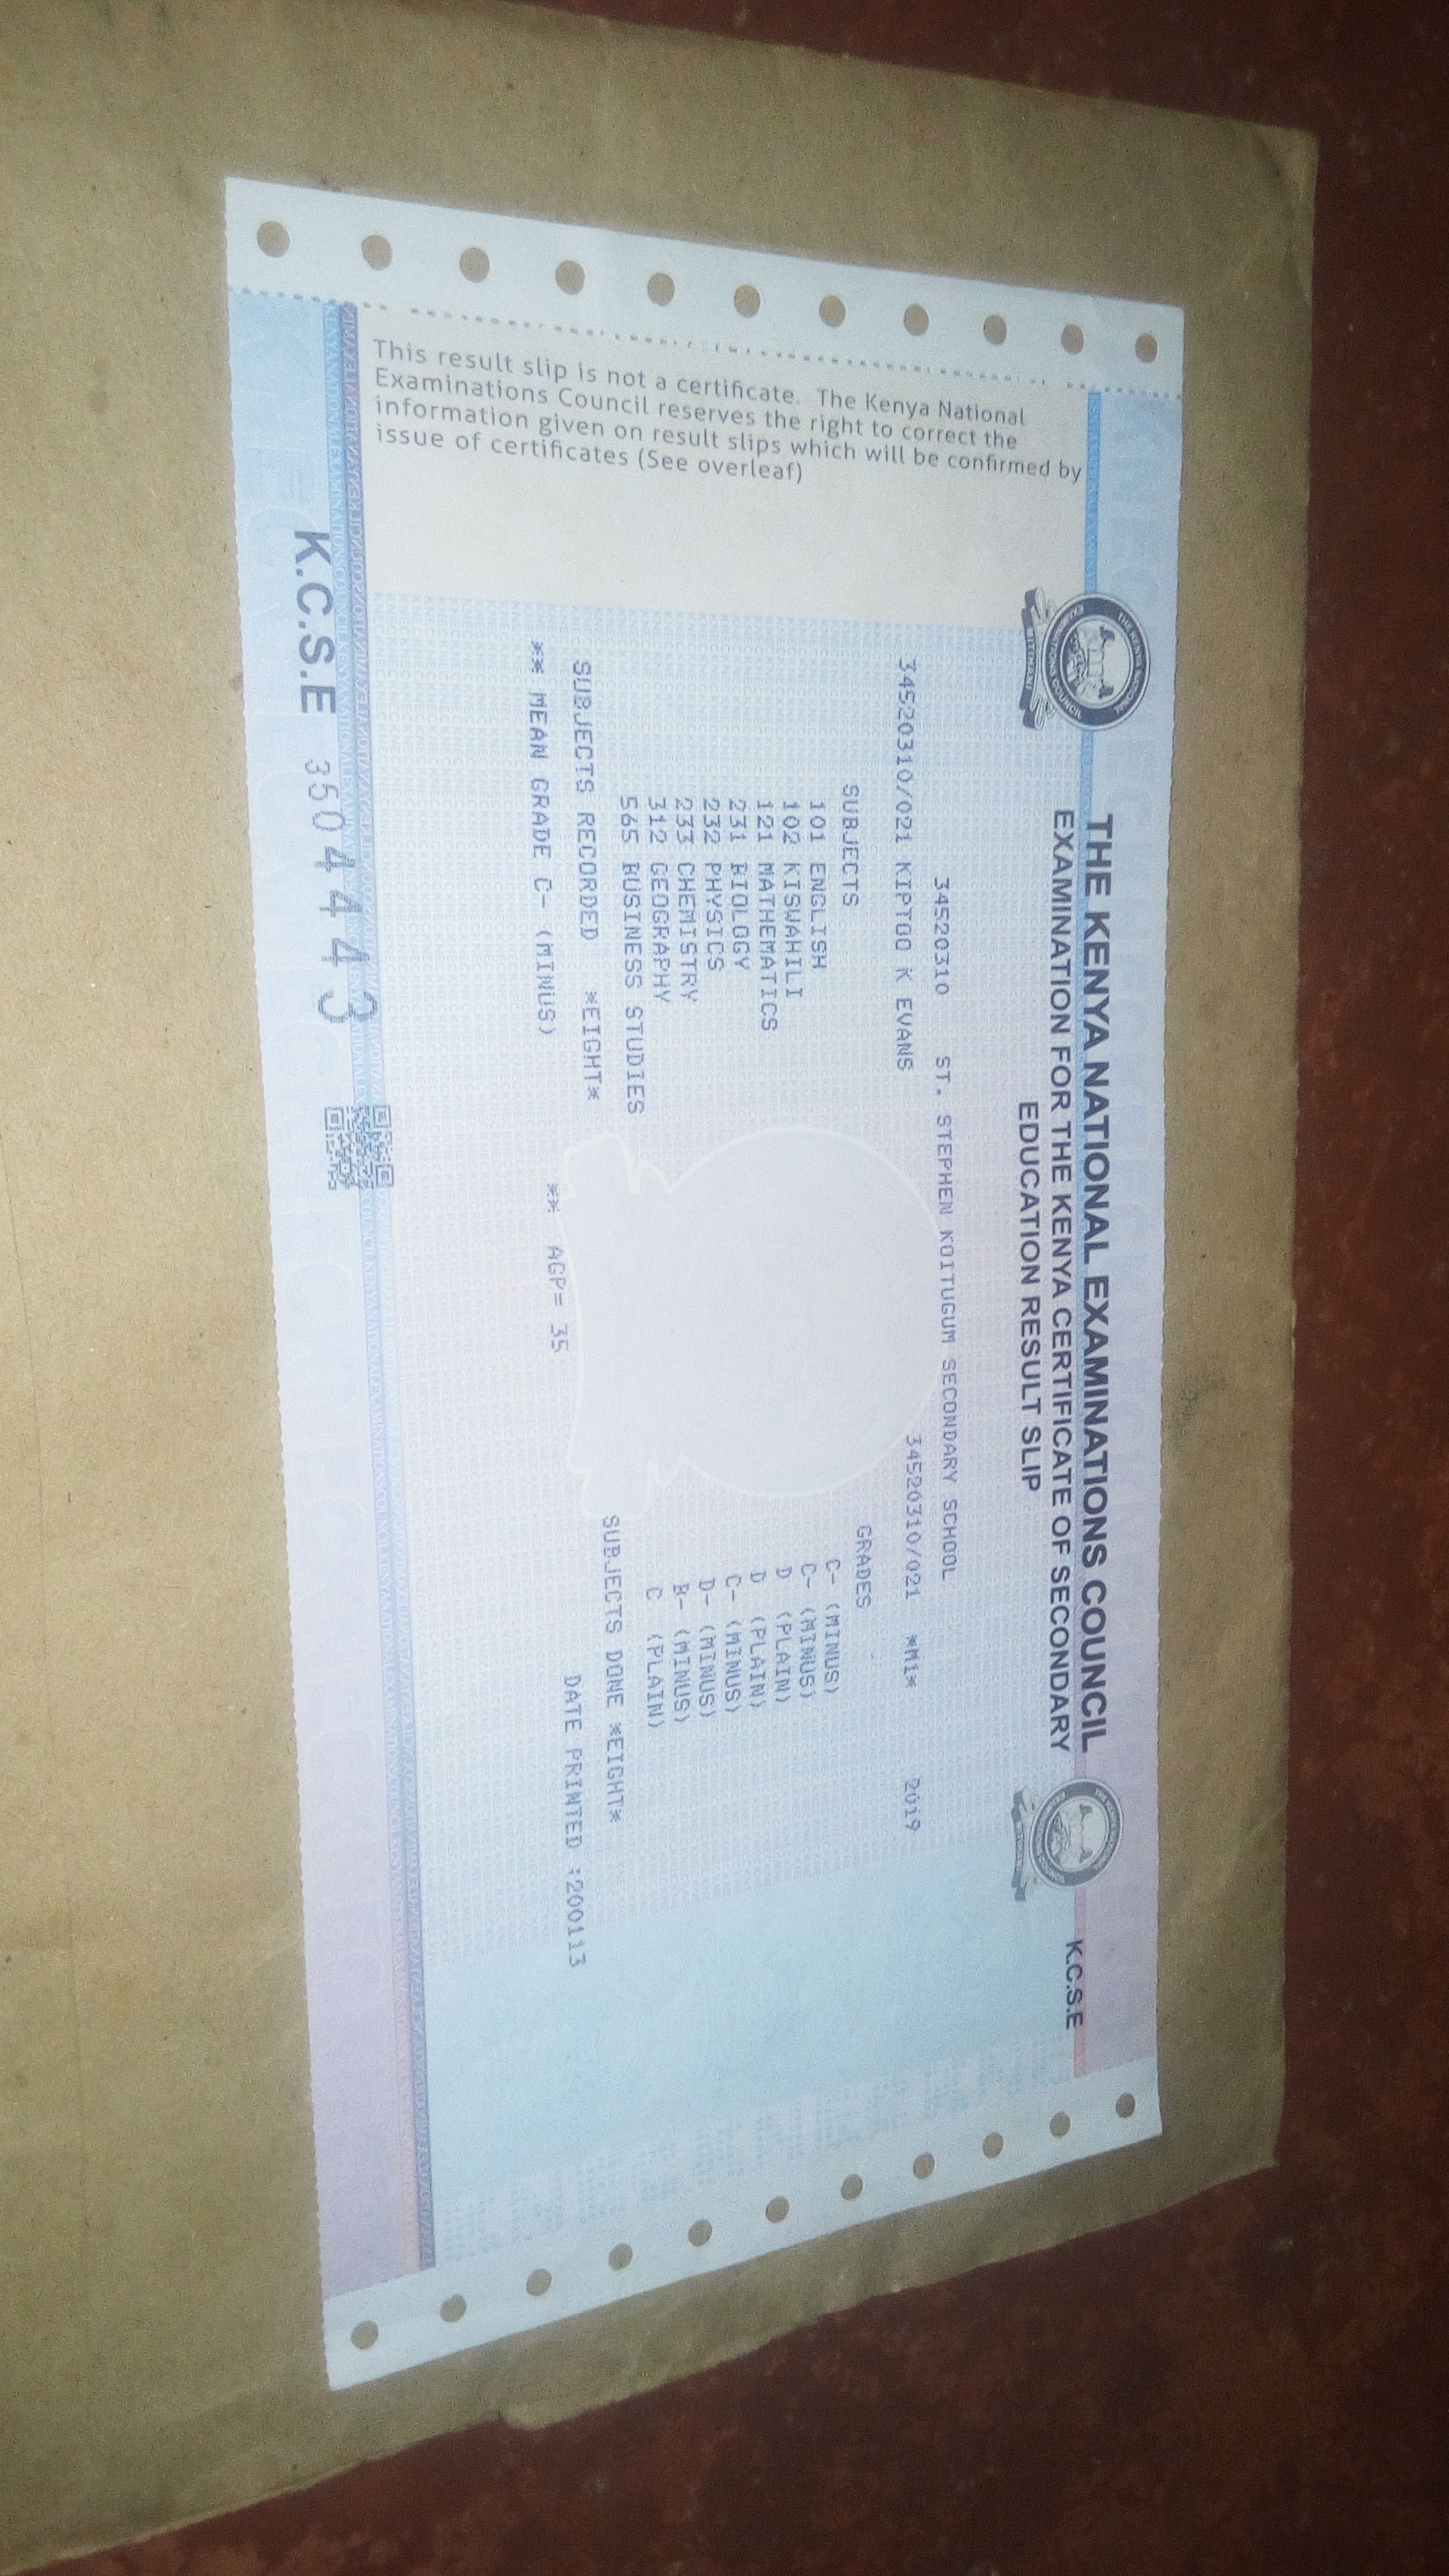 THE KENYA NATIONAL EXAMINATIONS COUNCIL K.C.S.E
EXAMINATION FOR THE KENYA CERTIFICATE OF SECONDARY
EDUCATION RESULT SLIP
This result slip is not a certificate. The Kenya National
Examinations Council reserves the right to correct the
information given on result slips which will be confirmed by
issue of certificates (See overleaf)
34520310 ST. STEPHEN KOITUGUM SECONDARY SCHOOL
34520310/021 KIPTOO K EVANS 34520310/021 *M1* 2019
SUBJECTS GRADES
101 ENGLISH C- (MINUS)
102 KISWAHILI C- (MINUS)
121 MATHEMATICS D (PLAIN)
231 BIOLOGY D (PLAIN)
232 PHYSICS C- (MINUS)
233 CHEMISTRY D- (MINUS)
312 GEOGRAPHY B- (MINUS)
565 BUSINESS STUDIES C (PLAIN)
SUBJECTS RECORDED *EIGHT* SUBJECTS DONE *EIGHT*
** MEAN GRADE C- (MINUS) ** AGP= 35 DATE PRINTED :200113
K.C.S.E 3504443